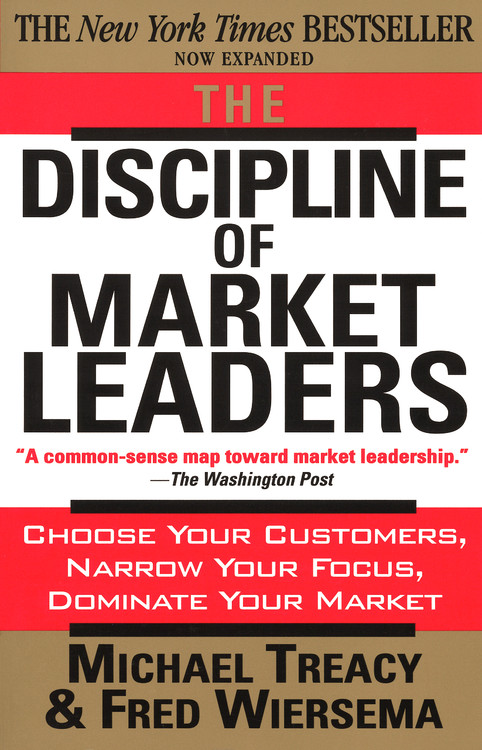 THE New York Times BESTSELLER
NOW EXPANDED
THE
DISCIPLINE
OF
MARKET
LEADERS
“A common-sense map toward market leadership.”
—The Washington Post
CHOOSE YOUR CUSTOMERS,
NARROW YOUR FOCUS,
DOMINATE YOUR MARKET
MICHAEL TREACY
& FRED WIERSEMA